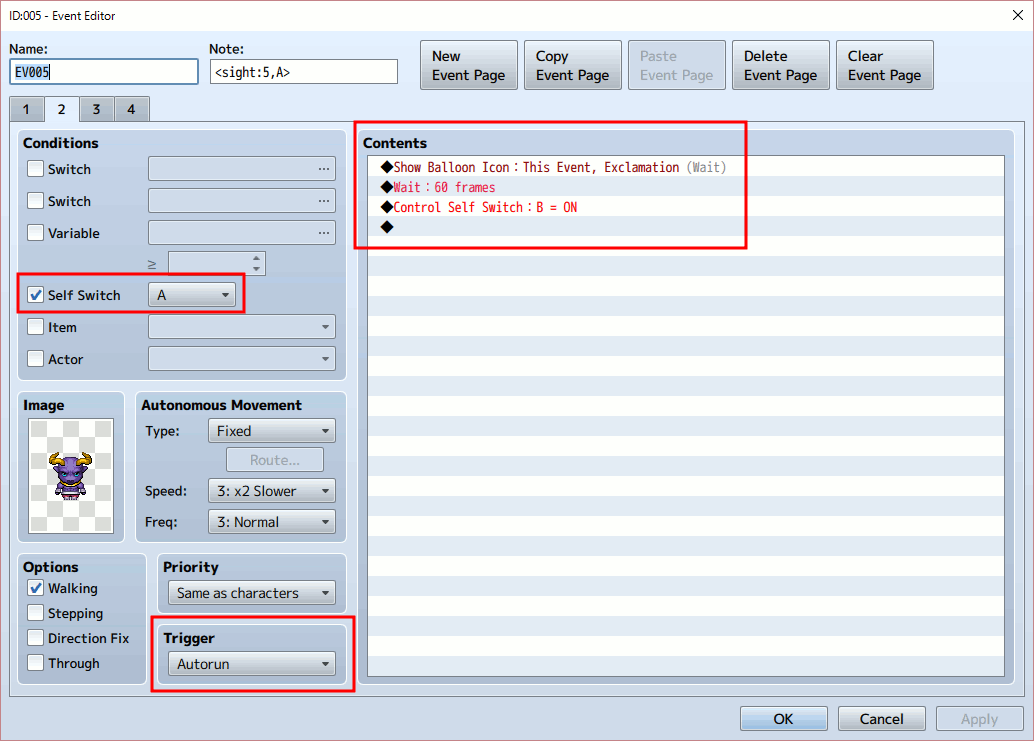 ID:005 - Event Editor
Name:
Note:
EV005
<sight:5,A>
New
Event Page
Copy
Event Page
Paste
Event Page
Delete
Event Page
Clear
Event Page
1
2
3
4
Conditions
Switch
...
Switch
...
Variable
...
≥
Self Switch
A
Item
Actor
Image
Autonomous Movement
Type:
Fixed
Route...
Speed:
3: x2 Slower
Freq:
3: Normal
Options
Walking
Stepping
Direction Fix
Through
Priority
Same as characters
Trigger
Autorun
Contents
◆Show Balloon Icon：This Event, Exclamation (Wait)
◆Wait：60 frames
◆Control Self Switch：B = ON
◆
OK
Cancel
Apply